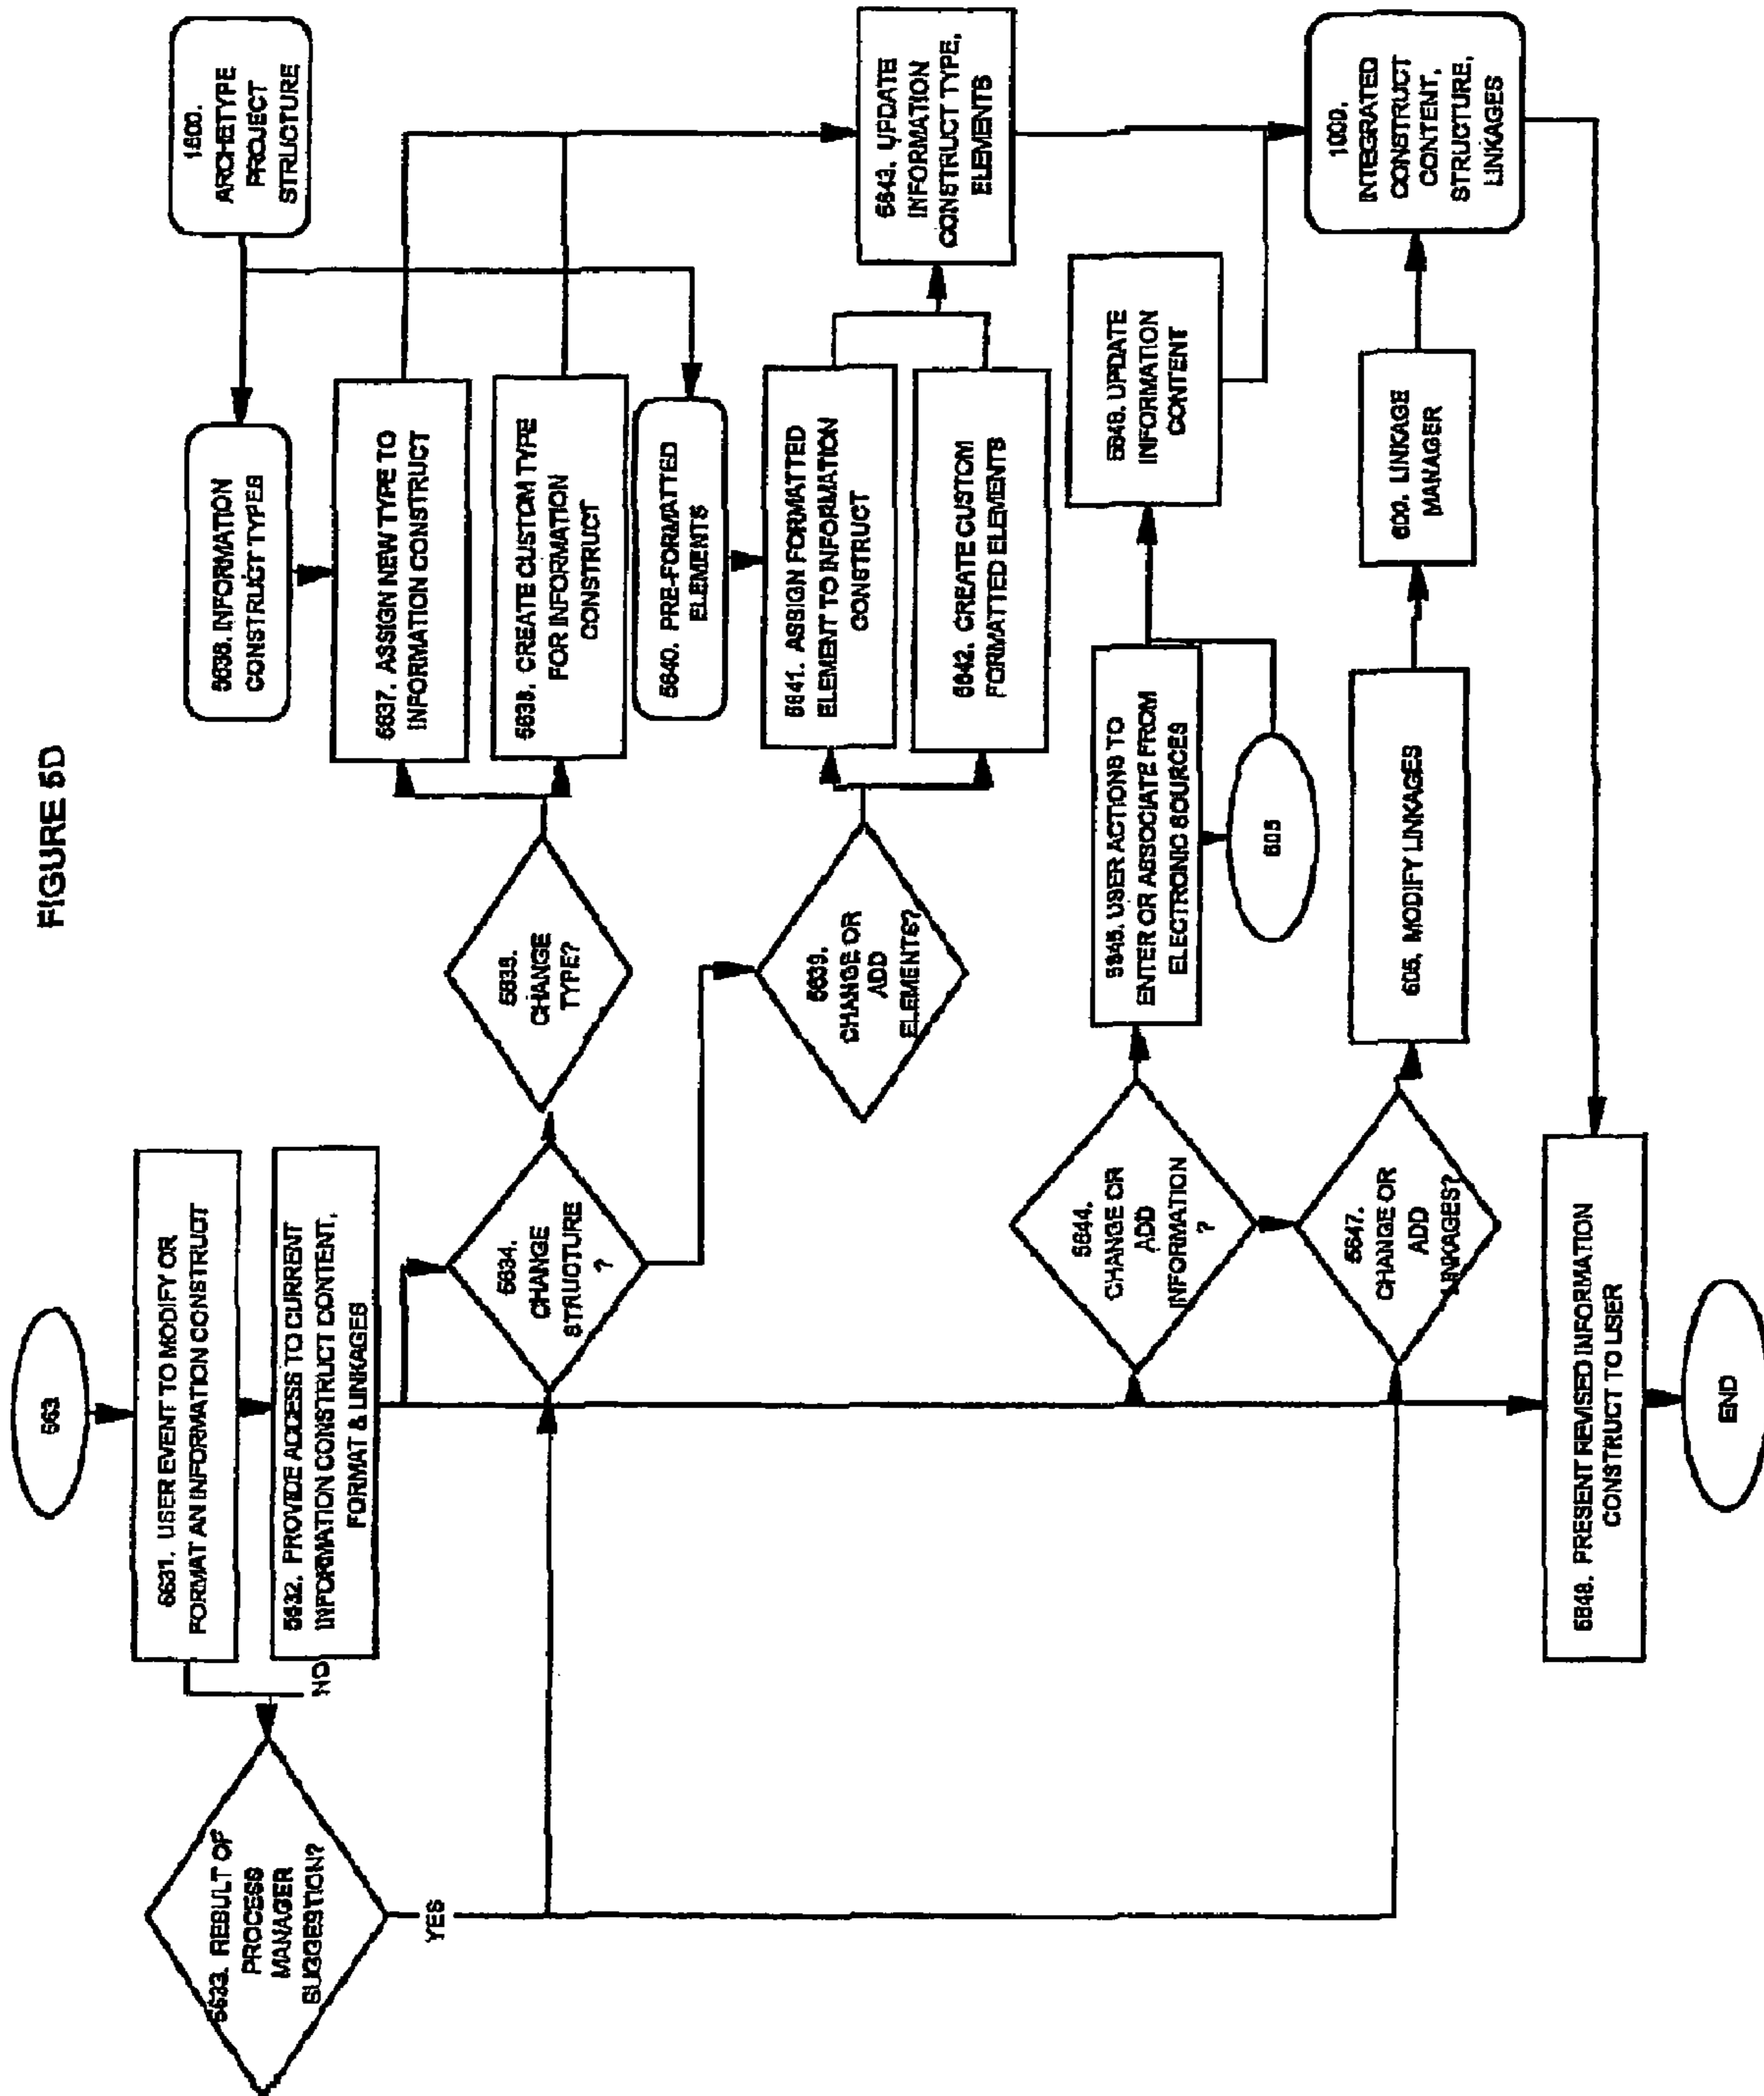 FIGURE 5D
563
5631. USER EVENT TO MODIFY OR
FORMAT AN INFORMATION CONSTRUCT
5632. PROVIDE ACCESS TO CURRENT
INFORMATION CONSTRUCT CONTENT,
FORMAT & LINKAGES
NO
5633. RESULT OF
PROCESS
MANAGER
SUGGESTION?
YES
5634.
CHANGE
STRUCTURE
?
5635.
CHANGE
TYPE?
5636. INFORMATION
CONSTRUCT TYPES
1600.
ARCHETYPE
PROJECT
STRUCTURE
5637. ASSIGN NEW TYPE TO
INFORMATION CONSTRUCT
5638. CREATE CUSTOM TYPE
FOR INFORMATION
CONSTRUCT
5639.
CHANGE OR
ADD
ELEMENTS?
5640. PRE-FORMATTED
ELEMENTS
5641. ASSIGN FORMATTED
ELEMENT TO INFORMATION
CONSTRUCT
5642. CREATE CUSTOM
FORMATTED ELEMENTS
5643. UPDATE
INFORMATION
CONSTRUCT TYPE,
ELEMENTS
5644.
CHANGE OR
ADD
INFORMATION
?
5645. USER ACTIONS TO
ENTER OR ASSOCIATE FROM
ELECTRONIC SOURCES
605
5646. UPDATE
INFORMATION
CONTENT
5647.
CHANGE OR
ADD
LINKAGES?
605. MODIFY LINKAGES
600. LINKAGE
MANAGER
1000.
INTEGRATED
CONSTRUCT
CONTENT,
STRUCTURE,
LINKAGES
5648. PRESENT REVISED INFORMATION
CONSTRUCT TO USER
END